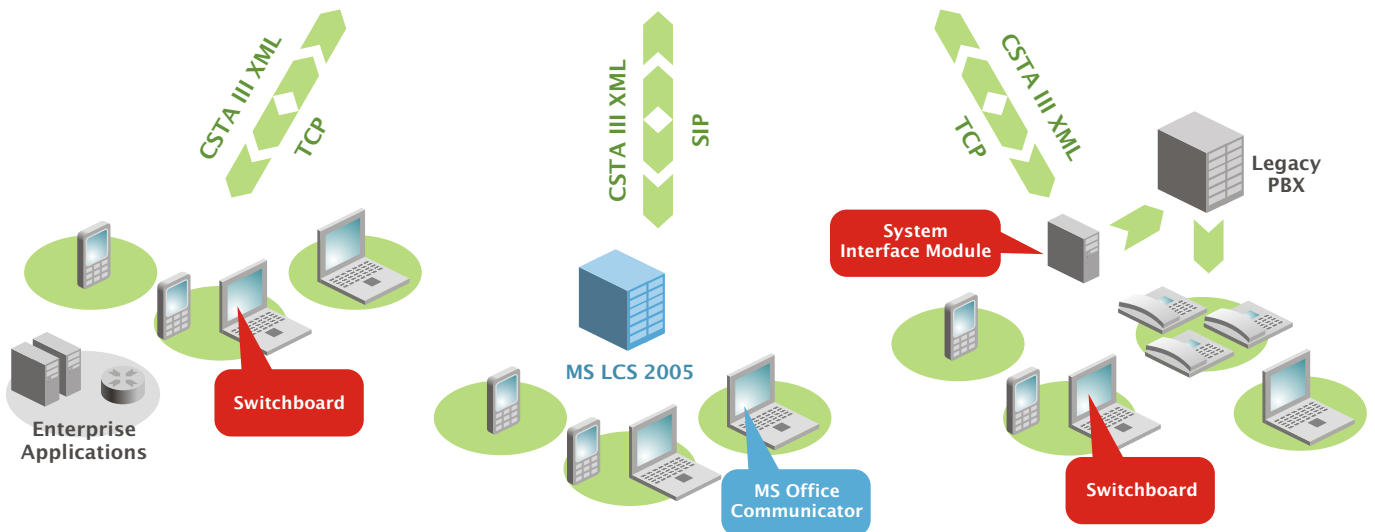 CSTA III XML
TCP
CSTA III XML
SIP
CSTA III XML
TCP
Legacy
PBX
System
Interface Module
MS LCS 2005
Switchboard
Enterprise
Applications
MS Office
Communicator
Switchboard